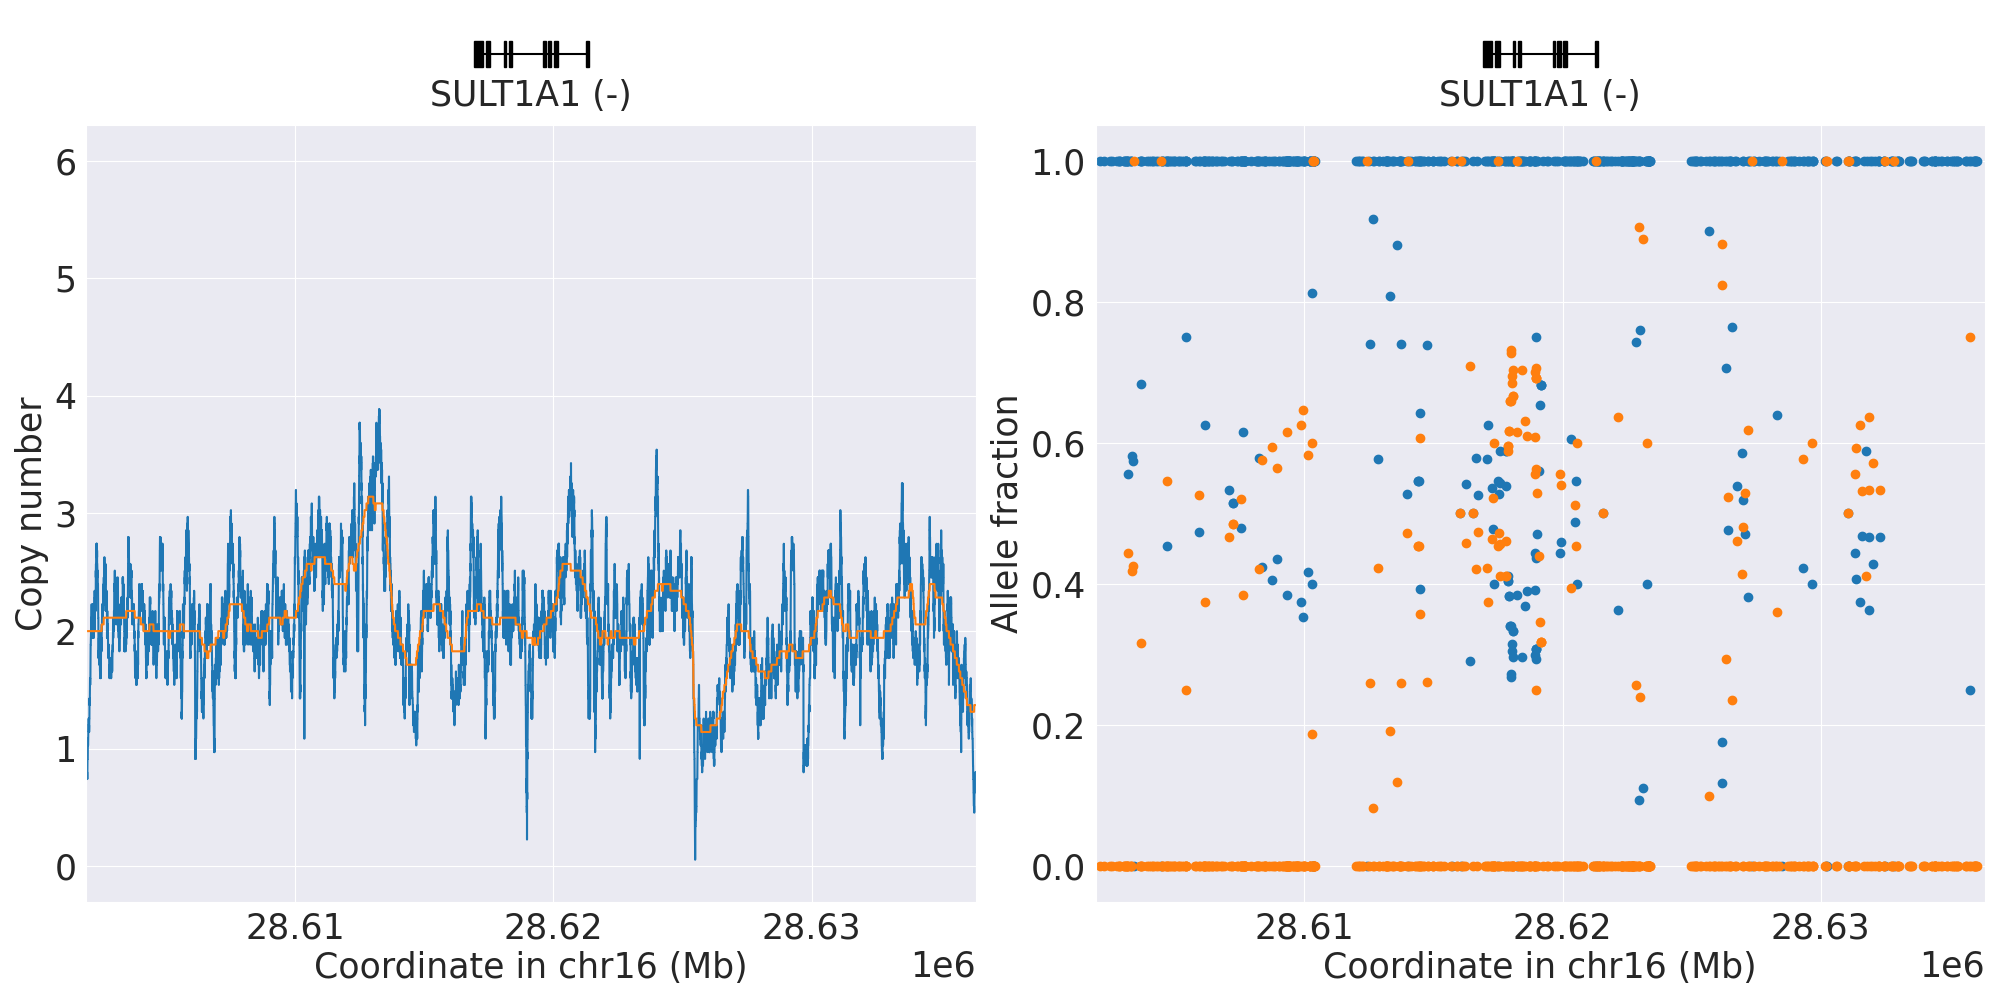 SULT1A1 (-)
Copy number
6
5
4
3
2
1
0
28.61
28.62
28.63
Coordinate in chr16 (Mb)
1e6
SULT1A1 (-)
Allele fraction
1.0
0.8
0.6
0.4
0.2
0.0
28.61
28.62
28.63
Coordinate in chr16 (Mb)
1e6